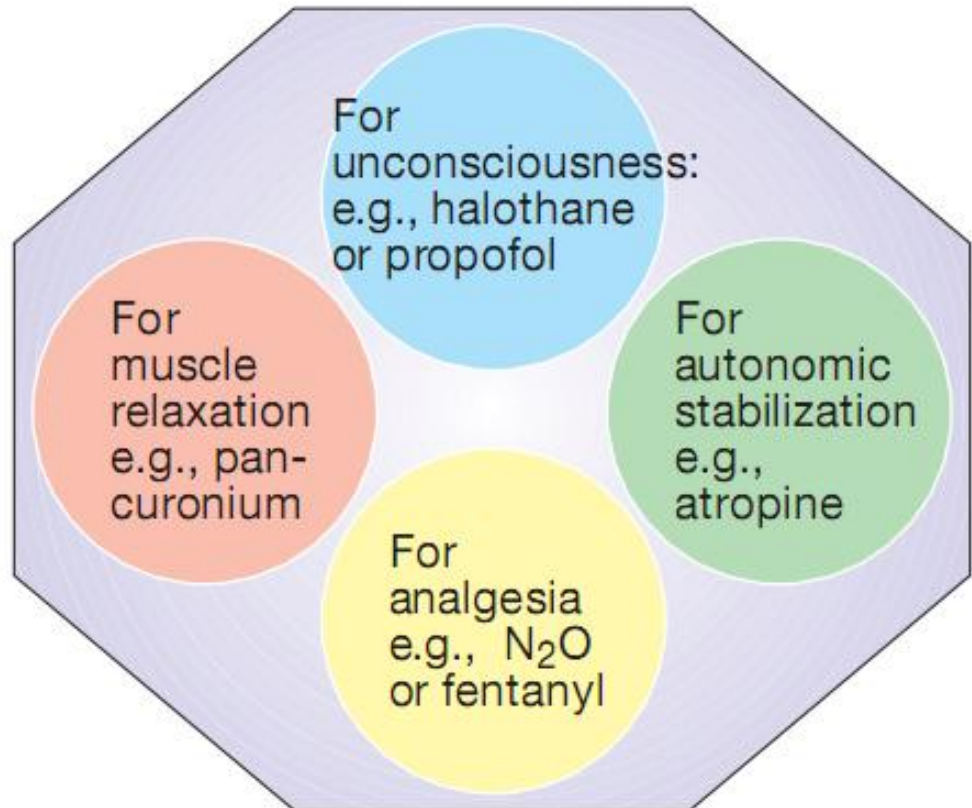 For
unconsciousness:
e.g., halothane
or propofol
For
muscle
relaxation
e.g., pan-
curonium
For
autonomic
stabilization
e.g.,
atropine
For
analgesia
e.g., N₂O
or fentanyl